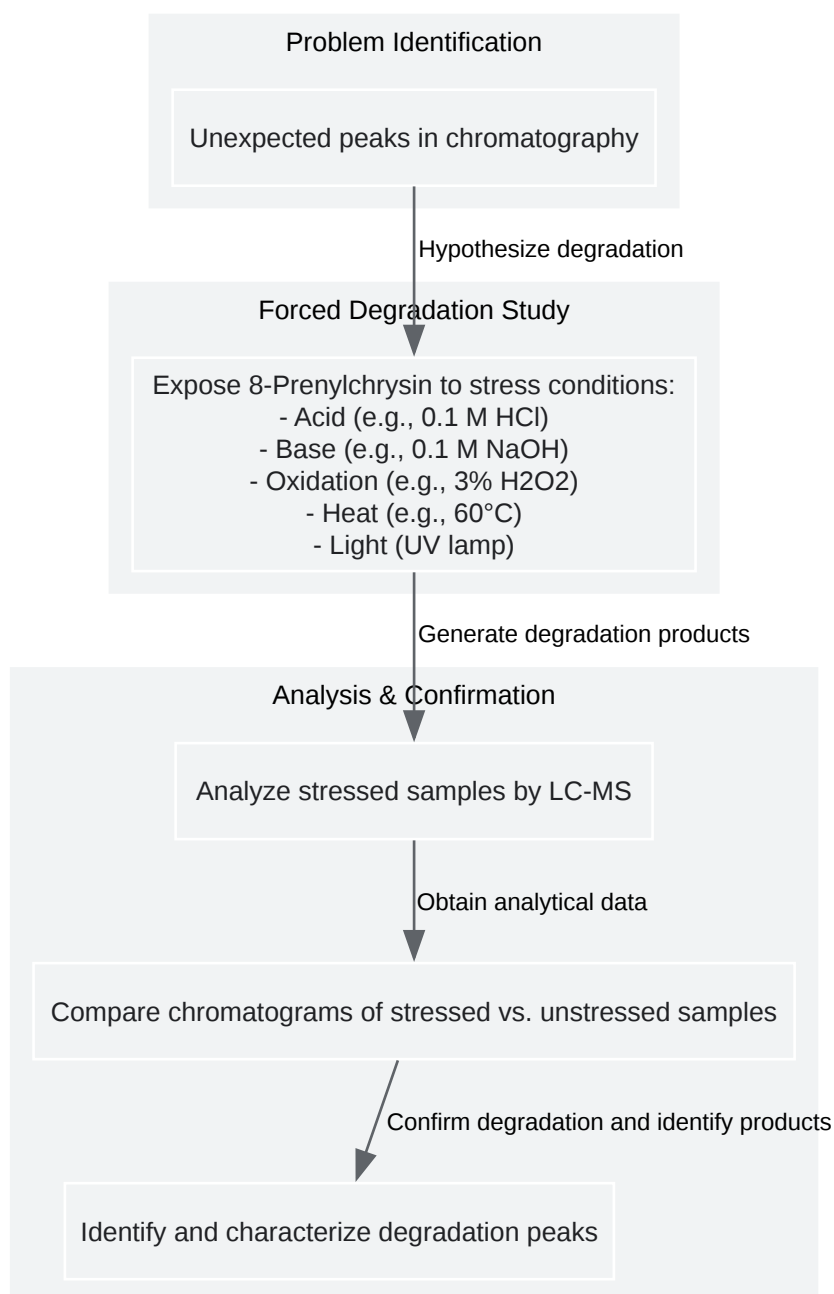 Problem Identification
Unexpected peaks in chromatography
Hypothesize degradation
Forced Degradation Study
Expose 8-Prenylchrysin to stress conditions:
- Acid (e.g., 0.1 M HCl)
- Base (e.g., 0.1 M NaOH)
- Oxidation (e.g., 3% H2O2)
- Heat (e.g., 60°C)
- Light (UV lamp)
Generate degradation products
Analysis & Confirmation
Analyze stressed samples by LC-MS
Obtain analytical data
Compare chromatograms of stressed vs. unstressed samples
Confirm degradation and identify products
Identify and characterize degradation peaks